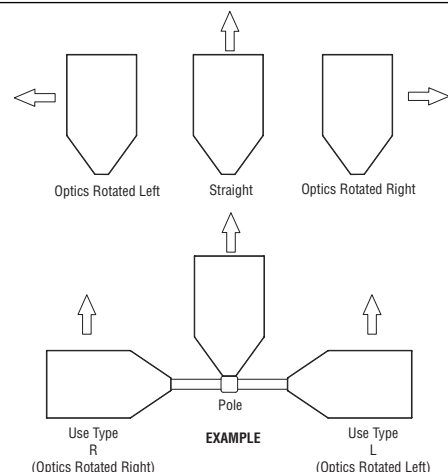 Optics Rotated Left
Straight
Optics Rotated Right
Pole
EXAMPLE
Use Type
R
(Optics Rotated Right)
Use Type
L
(Optics Rotated Left)